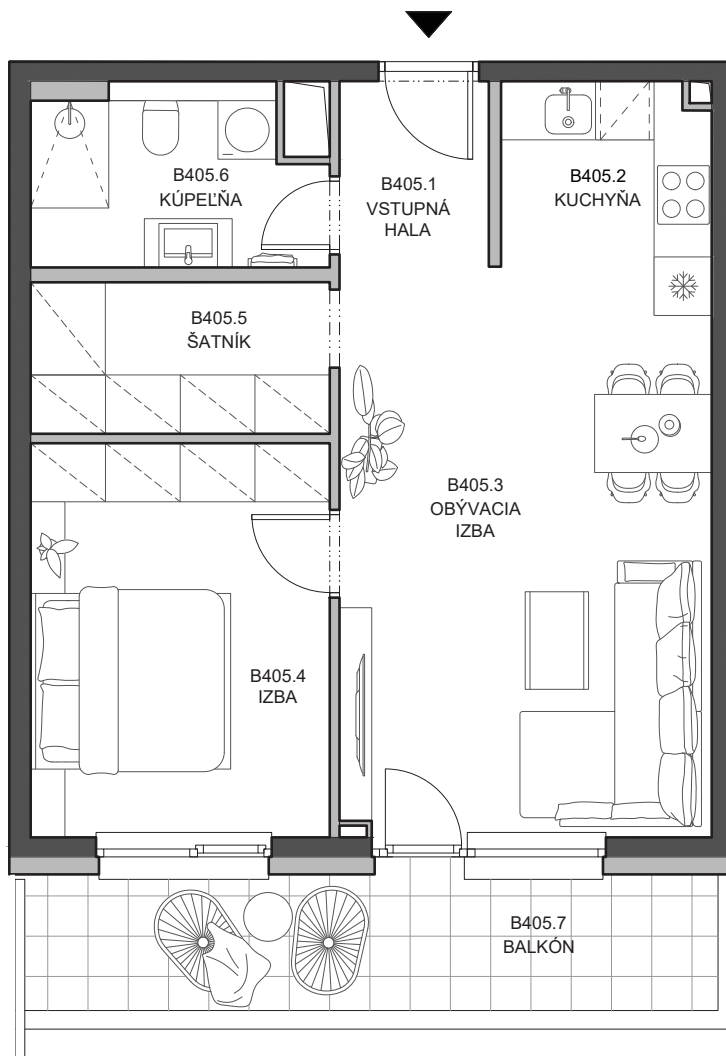 B405.6
KÚPEĽŇA
B405.1
VSTUPNÁ
HALA
B405.2
KUCHYŇA
B405.5
ŠATNÍK
B405.3
OBÝVACIA
IZBA
B405.4
IZBA
B405.7
BALKÓN